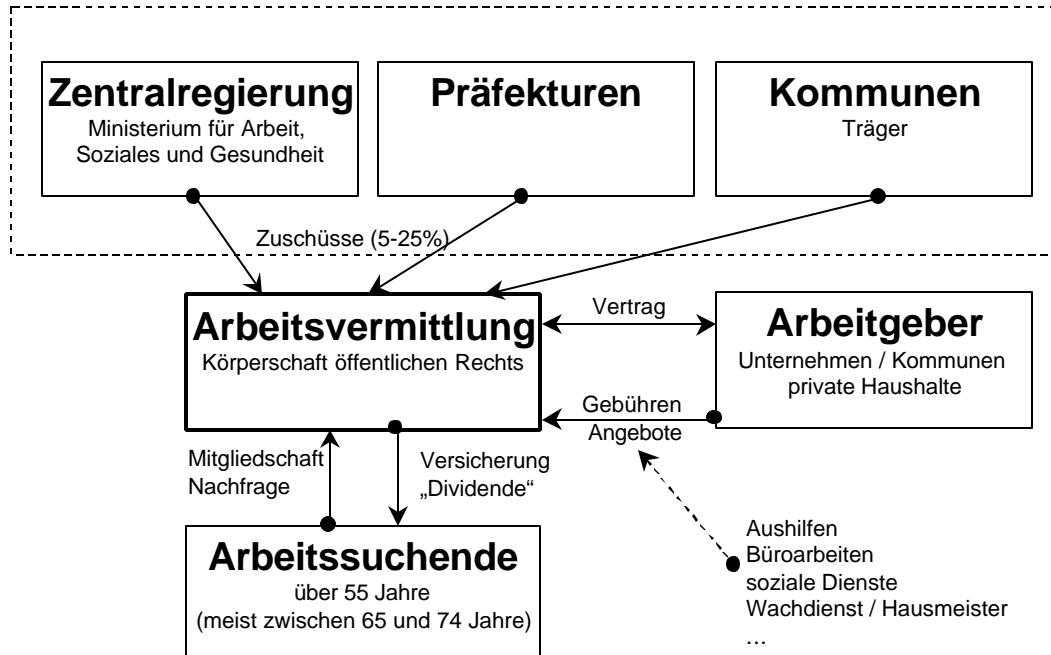 Zentralregierung
Ministerium für Arbeit,
Soziales und Gesundheit
Präfekturen
Kommunen
Träger
Zuschüsse (5-25%)
Arbeitsvermittlung
Körperschaft öffentlichen Rechts
Vertrag
Arbeitgeber
Unternehmen / Kommunen
private Haushalte
Gebühren
Angebote
Mitgliedschaft
Nachfrage
Versicherung
„Dividende“
Arbeitssuchende
über 55 Jahre
(meist zwischen 65 und 74 Jahre)
Aushilfen
Büroarbeiten
soziale Dienste
Wachdienst / Hausmeister
...